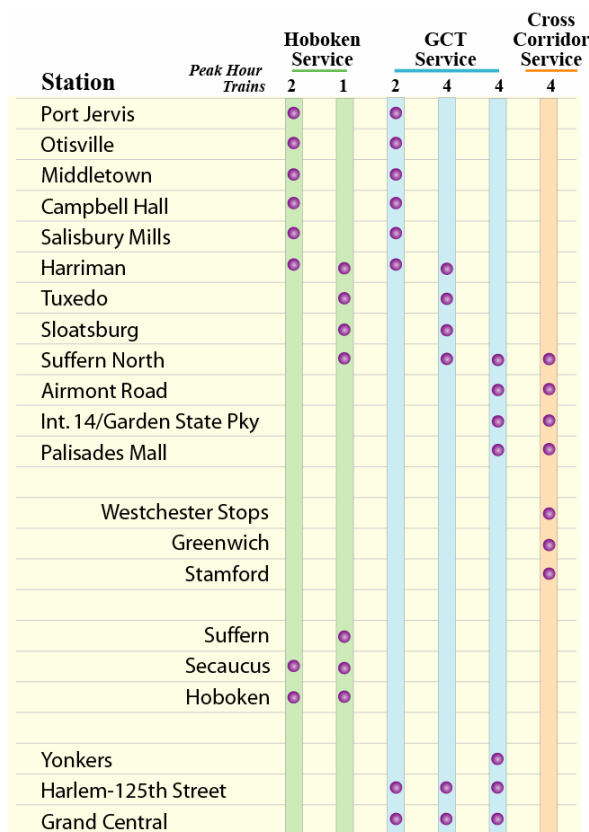 Hoboken
Service
GCT
Service
Cross
Corridor
Service
Station
Peak Hour
Trains
2 1 2 4 4 4
Port Jervis
Otisville
Middletown
Campbell Hall
Salisbury Mills
Harriman
Tuxedo
Sloatsburg
Suffern North
Airmont Road
Int. 14/Garden State Pky
Palisades Mall
Westchester Stops
Greenwich
Stamford
Suffern
Secaucus
Hoboken
Yonkers
Harlem-125th Street
Grand Central